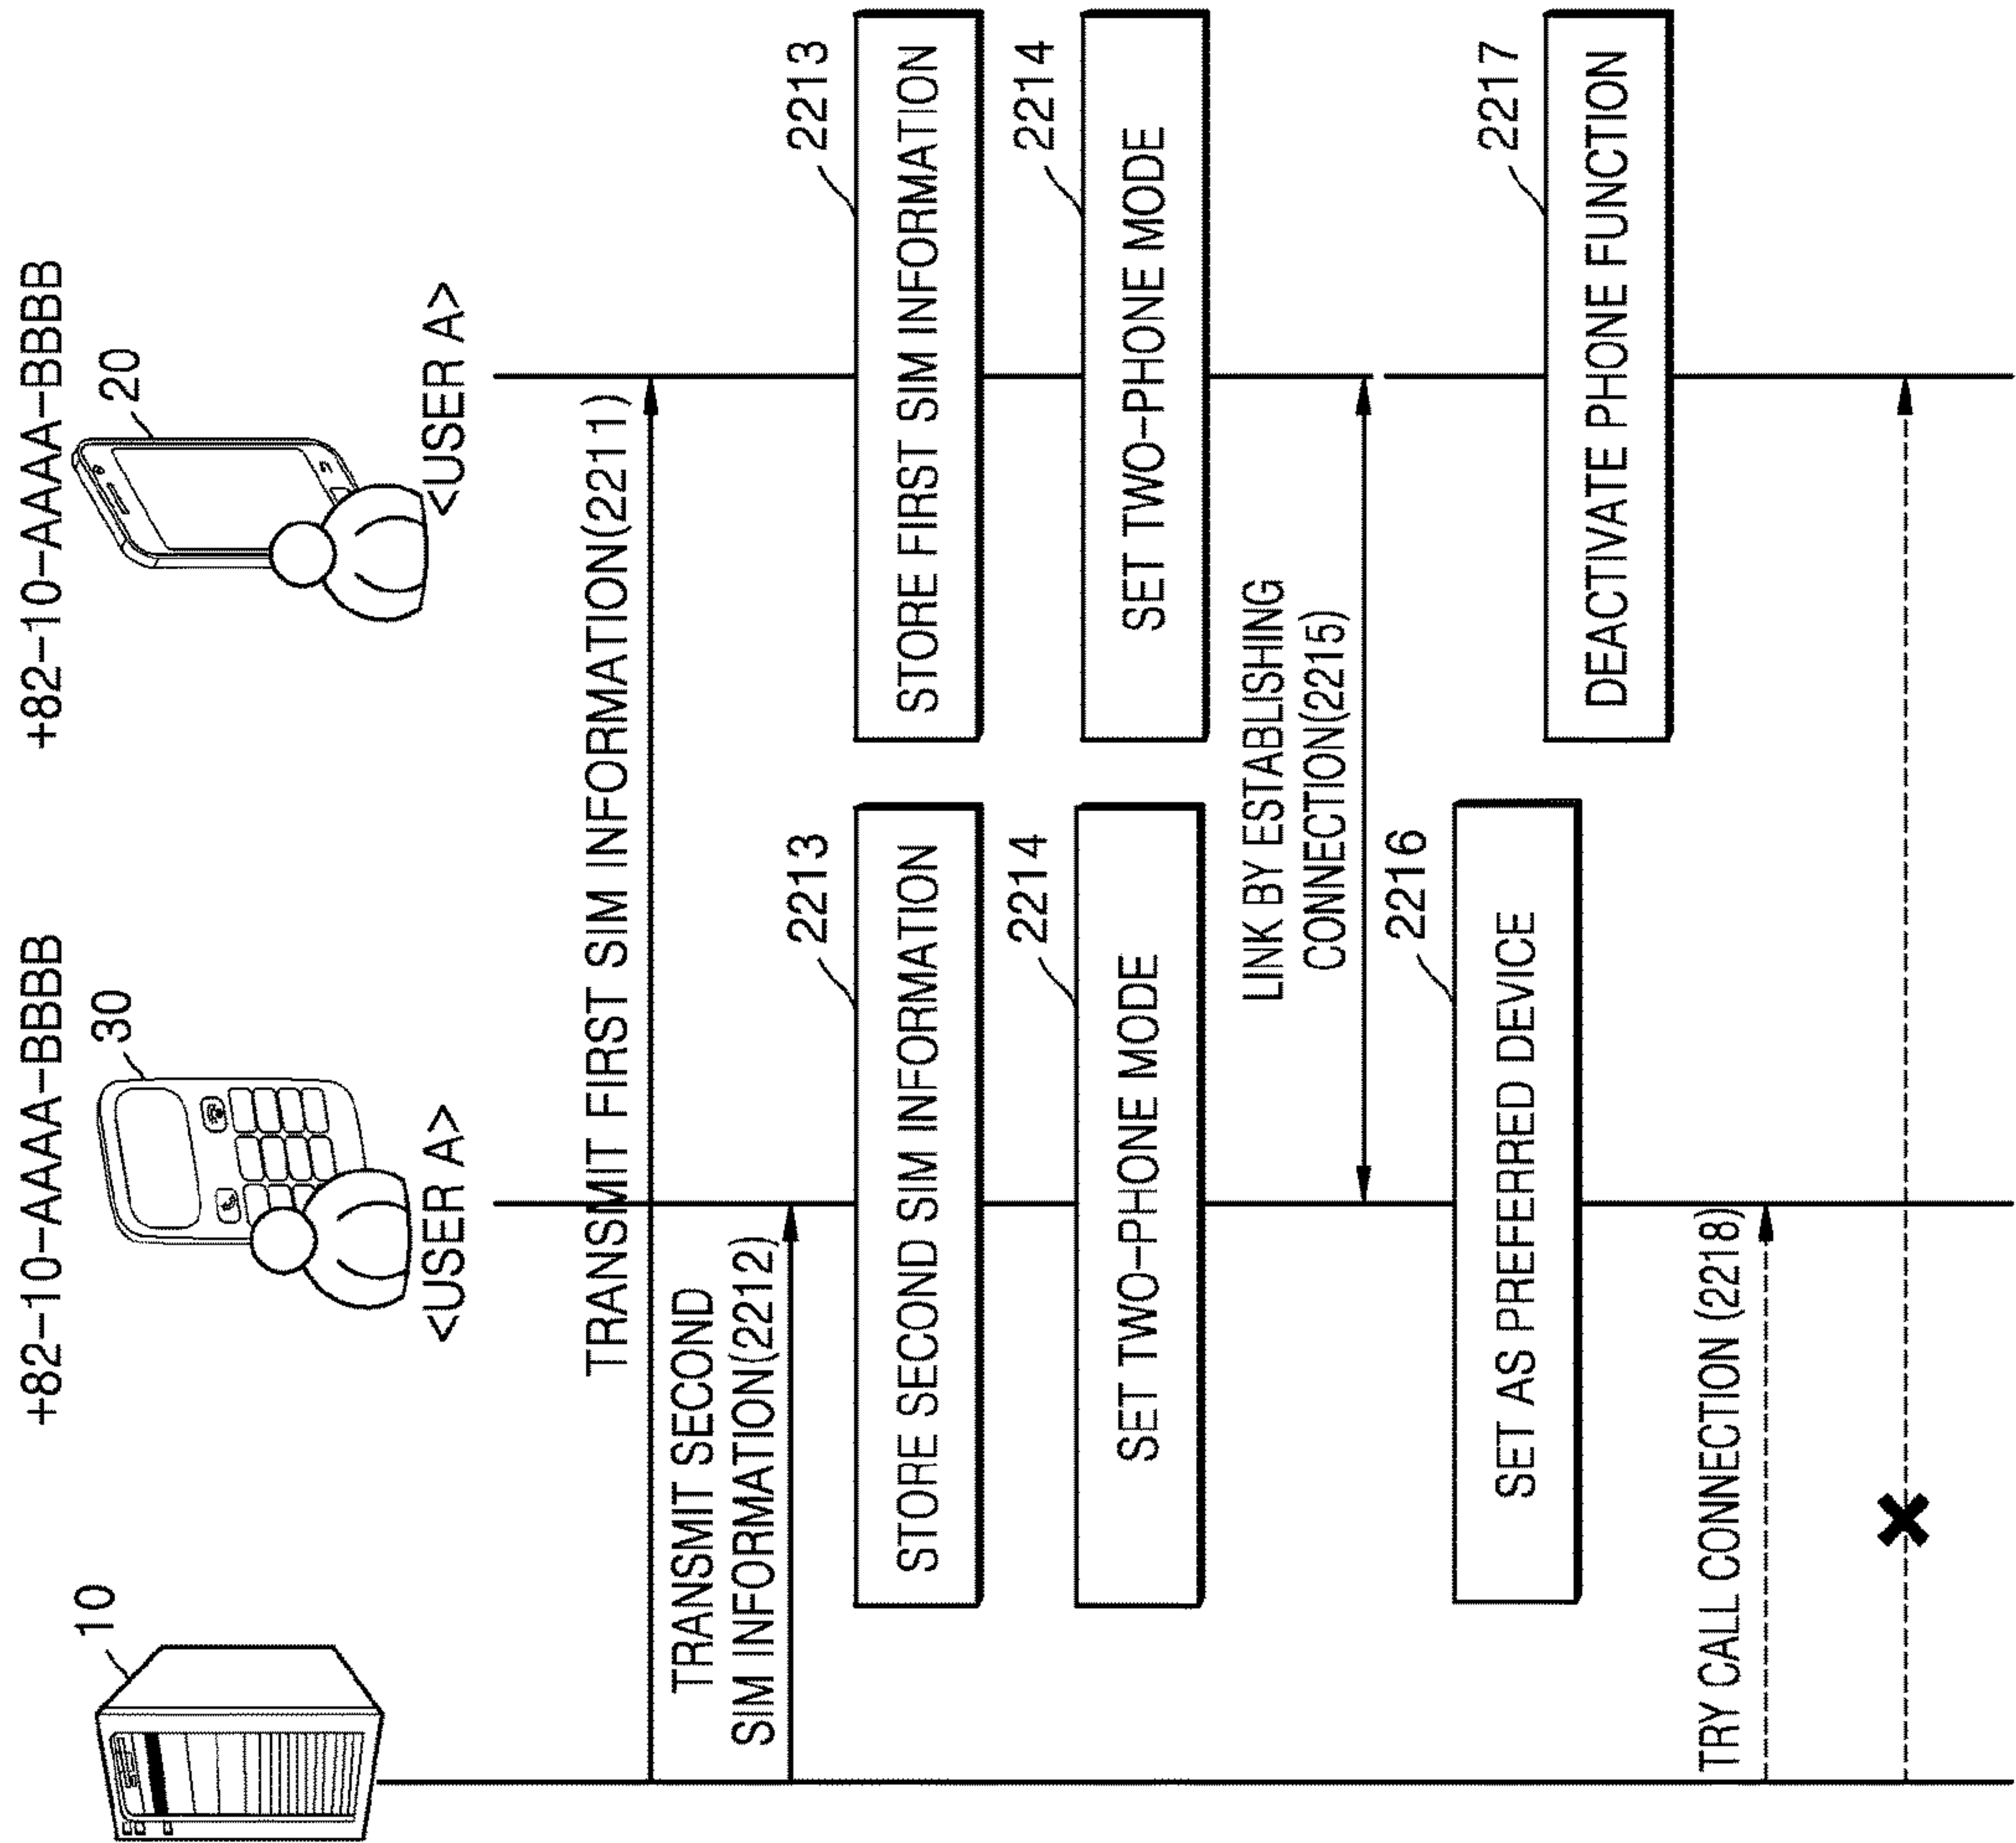 +82-10-AAAA-BBBB
+82-10-AAAA-BBBB
10
30
20
<USER A>
<USER A>
TRANSMIT FIRST SIM INFORMATION(2211)
TRANSMIT SECOND
SIM INFORMATION(2212)
2213
2213
STORE SECOND SIM INFORMATION
STORE FIRST SIM INFORMATION
2214
2214
SET TWO-PHONE MODE
SET TWO-PHONE MODE
LINK BY ESTABLISHING
CONNECTION(2215)
2216
SET AS PREFERRED DEVICE
2217
DEACTIVATE PHONE FUNCTION
TRY CALL CONNECTION (2218)